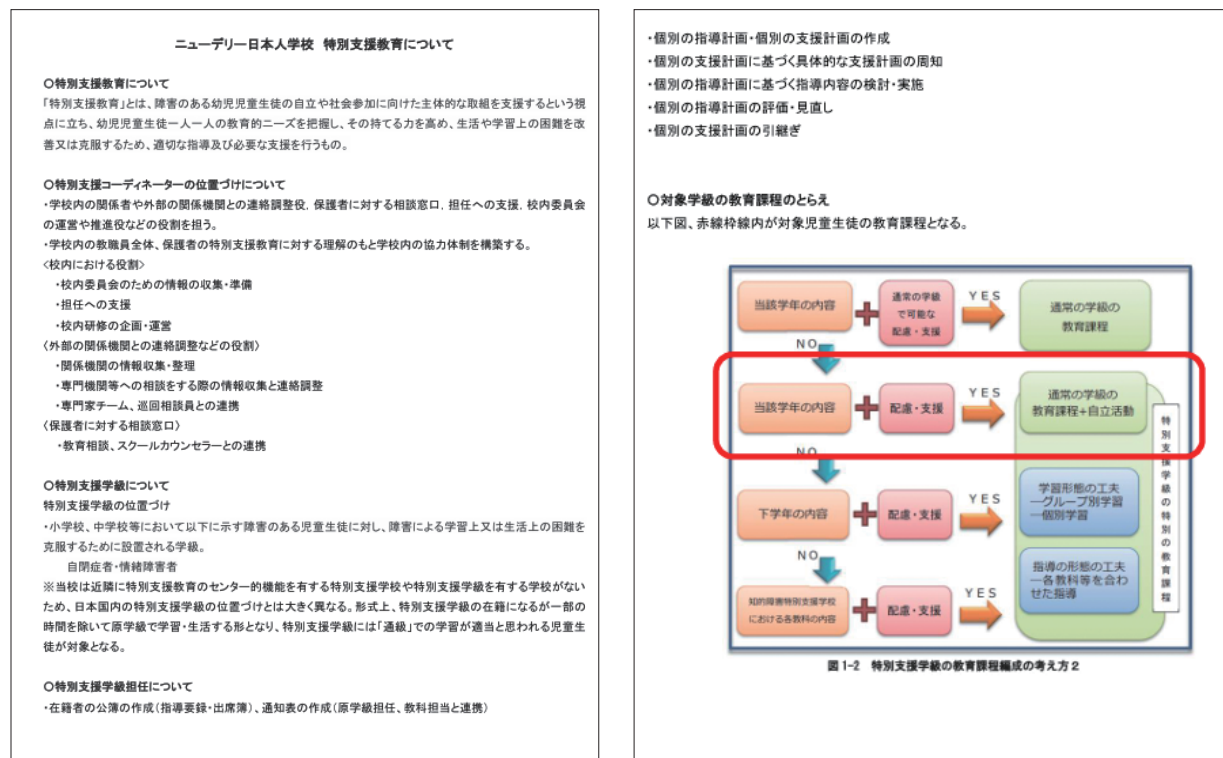 ニューデリー日本人学校 特別支援教育について
○特別支援教育について
「特別支援教育」とは、障害のある幼児児童生徒の自立や社会参加に向けた主体的な取組を支援するという視
点に立ち、幼児児童生徒一人一人の教育的ニーズを把握し、その持てる力を高め、生活や学習上の困難を改
善又は克服するため、適切な指導及び必要な支援を行うもの。
○特別支援コーディネーターの位置づけについて
・学校内の関係者や外部の関係機関との連絡調整役、保護者に対する相談窓口、担任への支援、校内委員会
の運営や推進役などの役割を担う。
・学校内の教職員全体、保護者の特別支援教育に対する理解のもと学校内の協力体制を構築する。
〈校内における役割〉
・校内委員会のための情報の収集・準備
・担任への支援
・校内研修の企画・運営
〈外部の関係機関との連絡調整などの役割〉
・関係機関の情報収集・整理
・専門機関等への相談をする際の情報収集と連絡調整
・専門家チーム、巡回相談員との連携
〈保護者に対する相談窓口〉
・教育相談、スクールカウンセラーとの連携
○特別支援学級について
特別支援学級の位置づけ
・小学校、中学校等において以下に示す障害のある児童生徒に対し、障害による学習上又は生活上の困難を
克服するために設置される学級。
自閉症者・情緒障害者
※当校は近隣に特別支援教育のセンター的機能を有する特別支援学校や特別支援学級を有する学校がない
ため、日本国内の特別支援学級の位置づけとは大きく異なる。形式上、特別支援学級の在籍になるが一部の
時間を除いて原学級で学習・生活する形となり、特別支援学級には「通級」での学習が適当と思われる児童生
徒が対象となる。
○特別支援学級担任について
・在籍者の公簿の作成(指導要録・出席簿)、通知表の作成(原学級担任、教科担当と連携)
・個別の指導計画・個別の支援計画の作成
・個別の支援計画に基づく具体的な支援計画の周知
・個別の指導計画に基づく指導内容の検討・実施
・個別の指導計画の評価・見直し
・個別の支援計画の引継ぎ
○対象学級の教育課程のとらえ
以下図、赤線枠線内が対象児童生徒の教育課程となる。
当該学年の内容
通常の学級
で可能な
配慮・支援
YES
通常の学級の
教育課程
NO
当該学年の内容
配慮・支援
YES
通常の学級の
教育課程+自立活動
NO
下学年の内容
配慮・支援
YES
学習形態の工夫
―グループ別学習
―個別学習
NO
知的障害特別支援学校
における各教科の内容
配慮・支援
YES
指導の形態の工夫
―各教科等を合わ
せた指導
特別支援学級の特別の教育課程
図1-2 特別支援学級の教育課程編成の考え方2